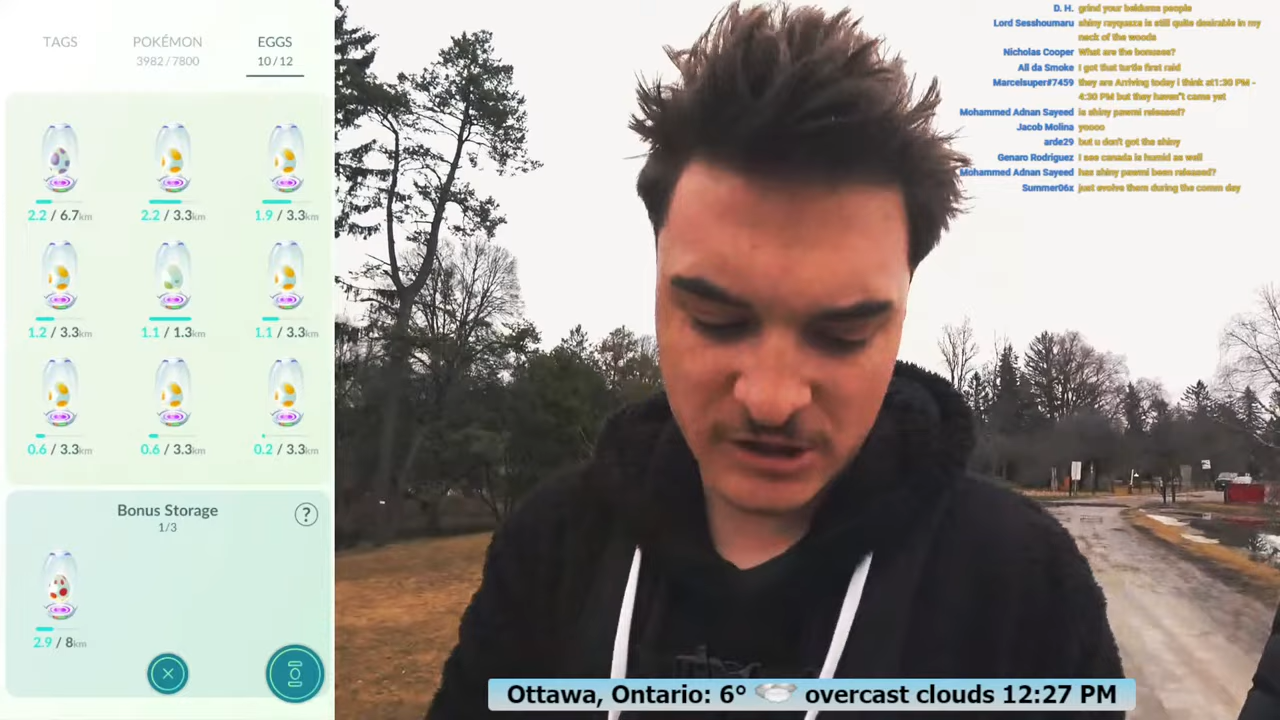 TAGS
POKÉMON
3982 / 7800
EGGS
10 / 12
2.2 / 6.7km
2.2 / 3.3km
1.9 / 3.3km
1.2 / 3.3km
1.1 / 1.3km
1.1 / 3.3km
0.6 / 3.3km
0.6 / 3.3km
0.2 / 3.3km
Bonus Storage
1/3
?
2.9 / 8km
D. H. grind your beldums people
Lord Sesshoumaru shiny rayquaza is still quite desirable in my
neck of the woods
Nicholas Cooper What are the bonuses?
All da Smoke I got that turtle first raid
Marcelsuper#7459 they are Arriving today i think at1:30 PM -
4:30 PM but they haven"t came yet
Mohammed Adnan Sayeed is shiny pawmi released?
Jacob Molina yoooo
arde29 but u don't got the shiny
Genaro Rodriguez I see canada is humid as well
Mohammed Adnan Sayeed has shiny pawmi been released?
Summer06x just evolve them during the comm day
Ottawa, Ontario: 6° overcast clouds 12:27 PM